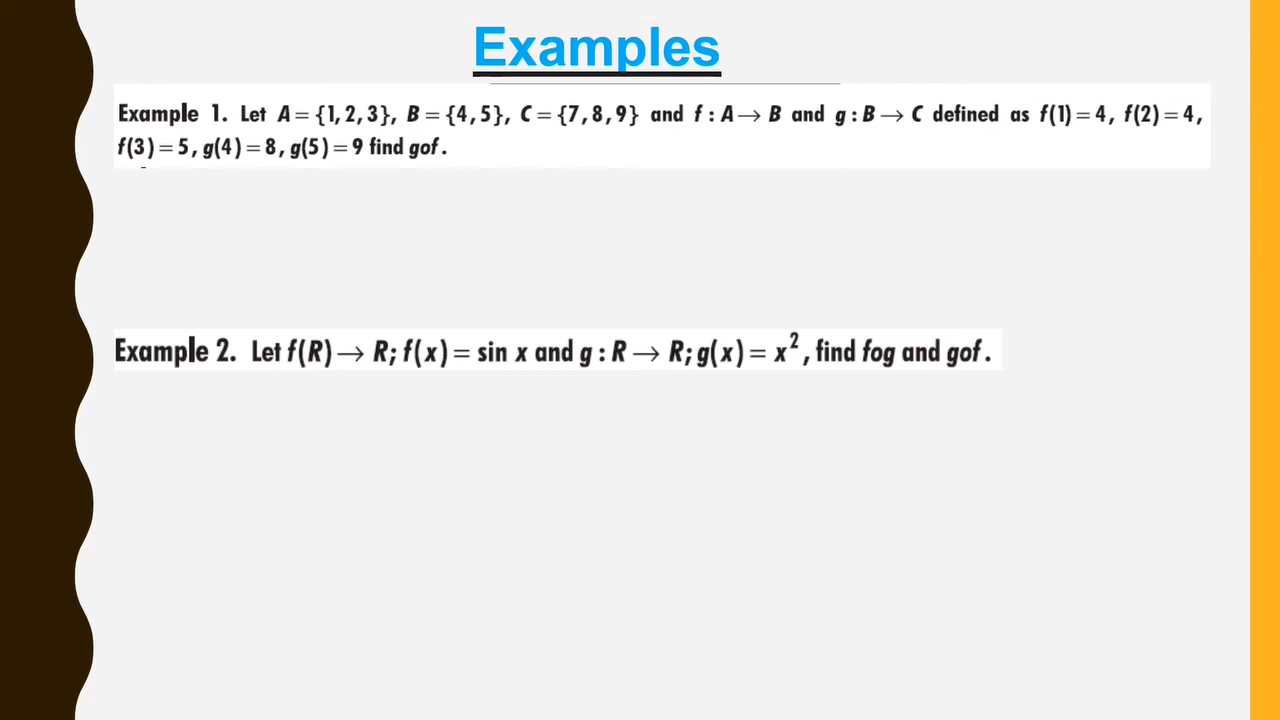 Examples
Example 1. Let A = {1, 2, 3}, B = {4, 5}, C = {7, 8, 9} and f : A → B and g : B → C defined as f(1) = 4, f(2) = 4,
f(3) = 5, g(4) = 8, g(5) = 9 find gof.
Example 2. Let f(R) → R; f(x) = sin x and g : R → R; g(x) = x², find fog and gof.